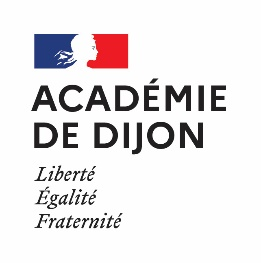 ACADÉMIE
DE DIJON
Liberté
Égalité
Fraternité